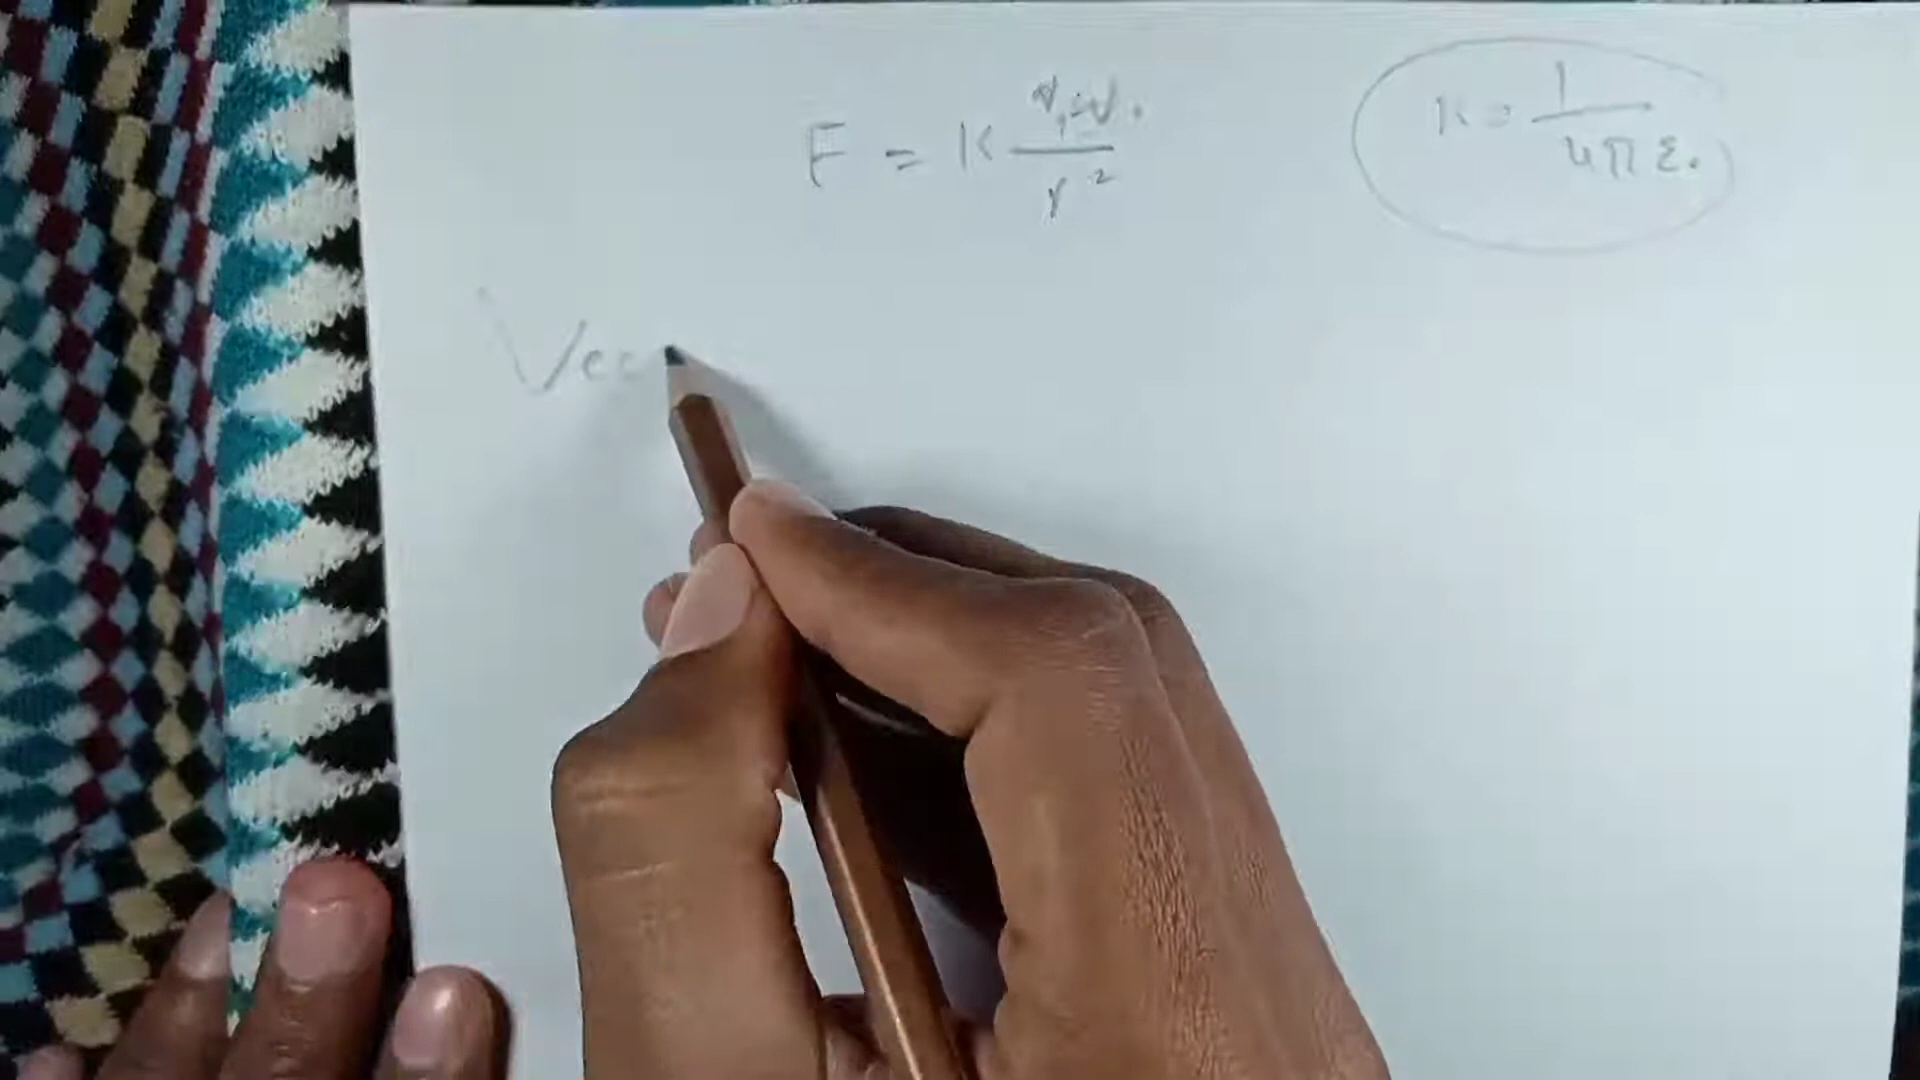 F = K q₁q₂ / r²
K = 1 / 4πε₀
Vec